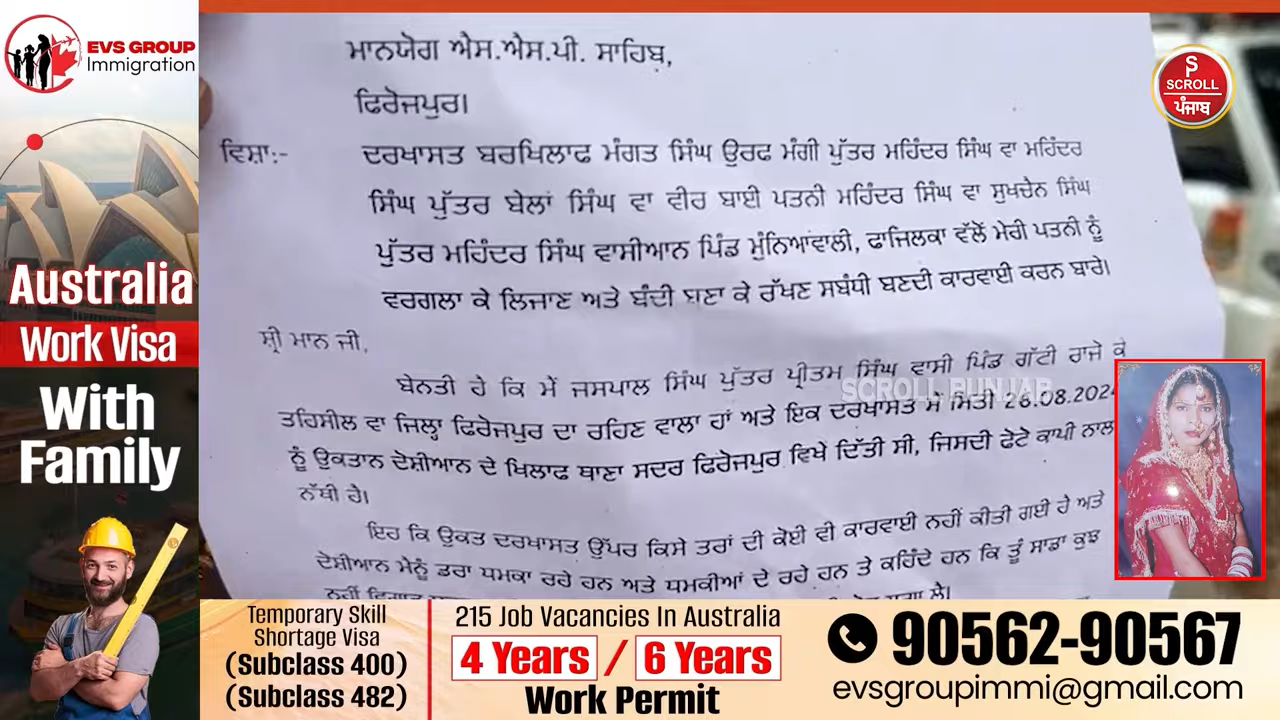 EVS GROUP
Immigration
Australia
Work Visa
With
Family
S
SCROLL
ਪੰਜਾਬ
ਮਾਨਯੋਗ ਐਸ.ਐਸ.ਪੀ. ਸਾਹਿਬ,
ਫਿਰੋਜਪੁਰ।
ਵਿਸ਼ਾ:- ਦਰਖਾਸਤ ਬਰਖਿਲਾਫ ਮੰਗਤ ਸਿੰਘ ਉਰਫ ਮੰਗੀ ਪੁੱਤਰ ਮਹਿੰਦਰ ਸਿੰਘ ਵਾ ਮਹਿੰਦਰ
ਸਿੰਘ ਪੁੱਤਰ ਬੇਲਾਂ ਸਿੰਘ ਵਾ ਵੀਰ ਬਾਈ ਪਤਨੀ ਮਹਿੰਦਰ ਸਿੰਘ ਵਾ ਸੁਖਚੈਨ ਸਿੰਘ
ਪੁੱਤਰ ਮਹਿੰਦਰ ਸਿੰਘ ਵਾਸੀਆਨ ਪਿੰਡ ਮੁੰਨਿਆਵਾਲੀ, ਫਾਜਿਲਕਾ ਵੱਲੋਂ ਮੇਰੀ ਪਤਨੀ ਨੂੰ
ਵਰਗਲਾ ਕੇ ਲਿਜਾਣ ਅਤੇ ਬੰਦੀ ਬਣਾ ਕੇ ਰੱਖਣ ਸਬੰਧੀ ਬਣਦੀ ਕਾਰਵਾਈ ਕਰਨ ਬਾਰੇ।
ਸ਼੍ਰੀ ਮਾਨ ਜੀ,
ਬੇਨਤੀ ਹੈ ਕਿ ਮੈਂ ਜਸਪਾਲ ਸਿੰਘ ਪੁੱਤਰ ਪ੍ਰੀਤਮ ਸਿੰਘ ਵਾਸੀ ਪਿੰਡ ਗੱਟੀ ਰਾਜੋ ਕੇ
SCROLL PUNJAB
ਤਹਿਸੀਲ ਵਾ ਜਿਲ੍ਹਾ ਫਿਰੋਜਪੁਰ ਦਾ ਰਹਿਣ ਵਾਲਾ ਹਾਂ ਅਤੇ ਇਕ ਦਰਖਾਸਤ ਮੈਂ ਮਿਤੀ 26.08.2024
ਨੂੰ ਉਕਤਾਨ ਦੋਸ਼ੀਆਨ ਦੇ ਖਿਲਾਫ ਥਾਣਾ ਸਦਰ ਫਿਰੋਜਪੁਰ ਵਿਖੇ ਦਿੱਤੀ ਸੀ, ਜਿਸਦੀ ਫੋਟੋ ਕਾਪੀ ਨਾਲ
ਨੱਥੀ ਹੈ।
ਇਹ ਕਿ ਉਕਤ ਦਰਖਾਸਤ ਉੱਪਰ ਕਿਸੇ ਤਰਾਂ ਦੀ ਕੋਈ ਵੀ ਕਾਰਵਾਈ ਨਹੀਂ ਕੀਤੀ ਗਈ ਹੈ ਅਤੇ
ਦੋਸ਼ੀਆਨ ਮੈਨੂੰ ਡਰਾ ਧਮਕਾ ਰਹੇ ਹਨ ਅਤੇ ਧਮਕੀਆਂ ਦੇ ਰਹੇ ਹਨ ਤੇ ਕਹਿੰਦੇ ਹਨ ਕਿ ਤੂੰ ਸਾਡਾ ਕੁਝ
ਨਹੀਂ
Temporary Skill
Shortage Visa
(Subclass 400)
(Subclass 482)
215 Job Vacancies In Australia
4 Years / 6 Years
Work Permit
90562-90567
evsgroupimmi@gmail.com